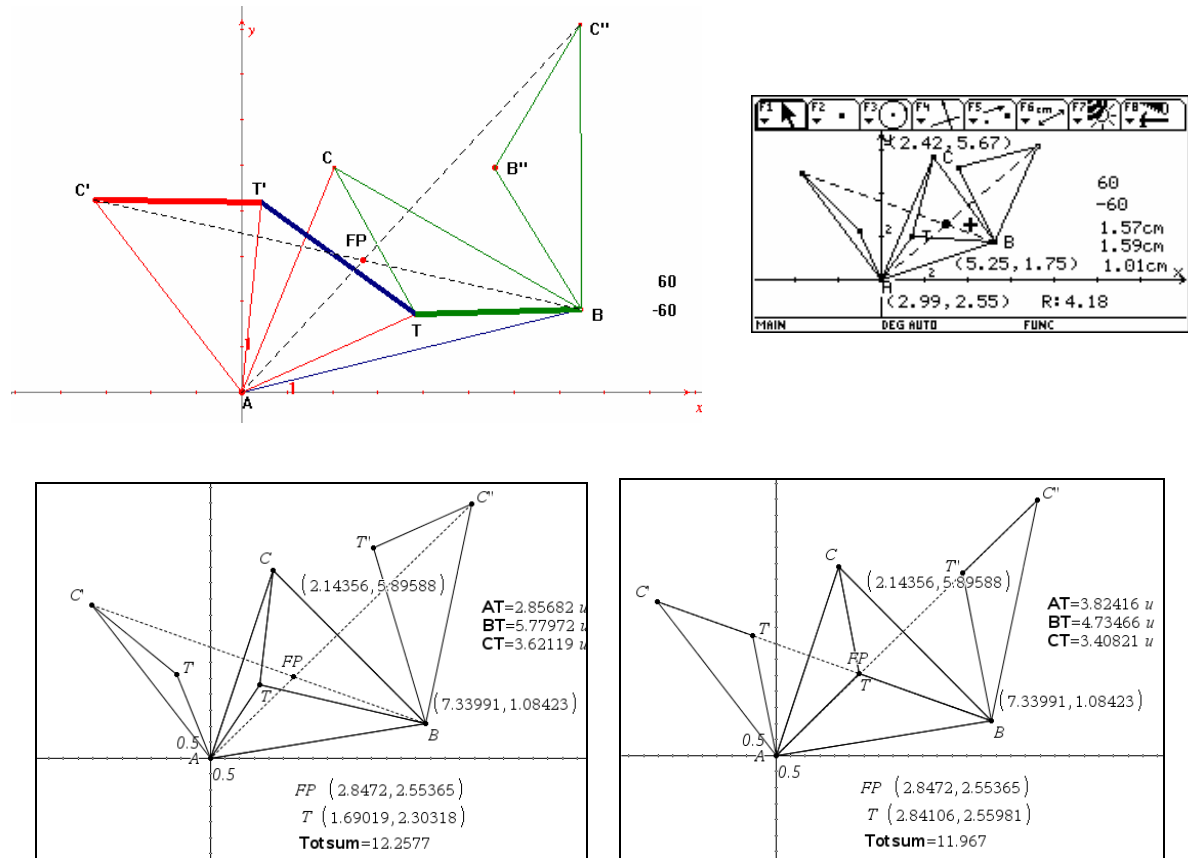 y
C"
C
B"
C'
T'
FP
60
-60
T
B
1
1
A
x
F1 F2 F3 F4 F5 F6 cm F7 F8
y
(2.42, 5.67)
C
60
-60
1.57cm
1.59cm
1.01cm
2
T
B
(5.25, 1.75)
2
x
A
(2.99, 2.55) R: 4.18
MAIN DEG AUTO FUNC
C"
T'
C
(2.14356, 5.89588)
C'
AT=2.85682 u
BT=5.77972 u
CT=3.62119 u
T
FP
T
(7.33991, 1.08423)
B
0.5
A
0.5
FP (2.8472, 2.55365)
T (1.69019, 2.30318)
Totsum=12.2577
C"
C
T'
(2.14356, 5.89588)
C'
AT=3.82416 u
BT=4.73466 u
CT=3.40821 u
T
FP
T
(7.33991, 1.08423)
B
0.5
A
0.5
FP (2.8472, 2.55365)
T (2.84106, 2.55981)
Totsum=11.967